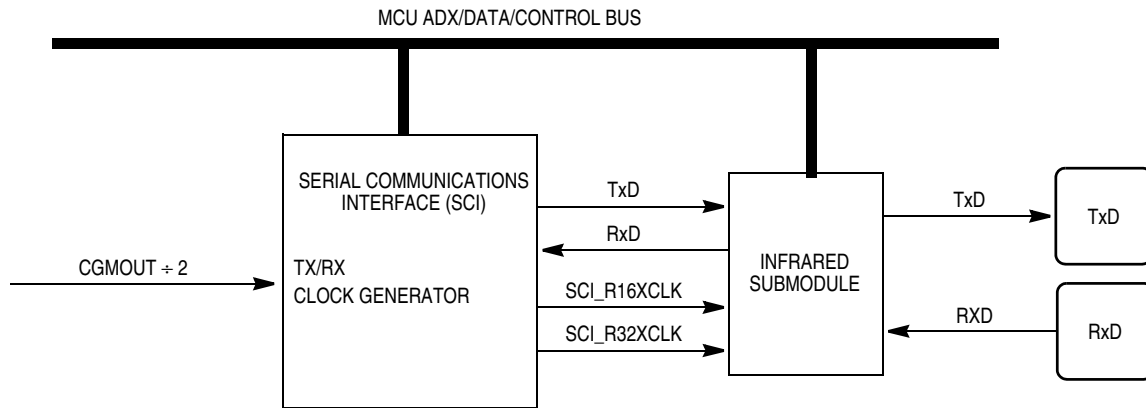 MCU ADX/DATA/CONTROL BUS
SERIAL COMMUNICATIONS
INTERFACE (SCI)
TX/RX
CLOCK GENERATOR
CGMOUT ÷ 2
TxD
RxD
SCI_R16XCLK
SCI_R32XCLK
INFRARED
SUBMODULE
TxD
RXD
TxD
RxD